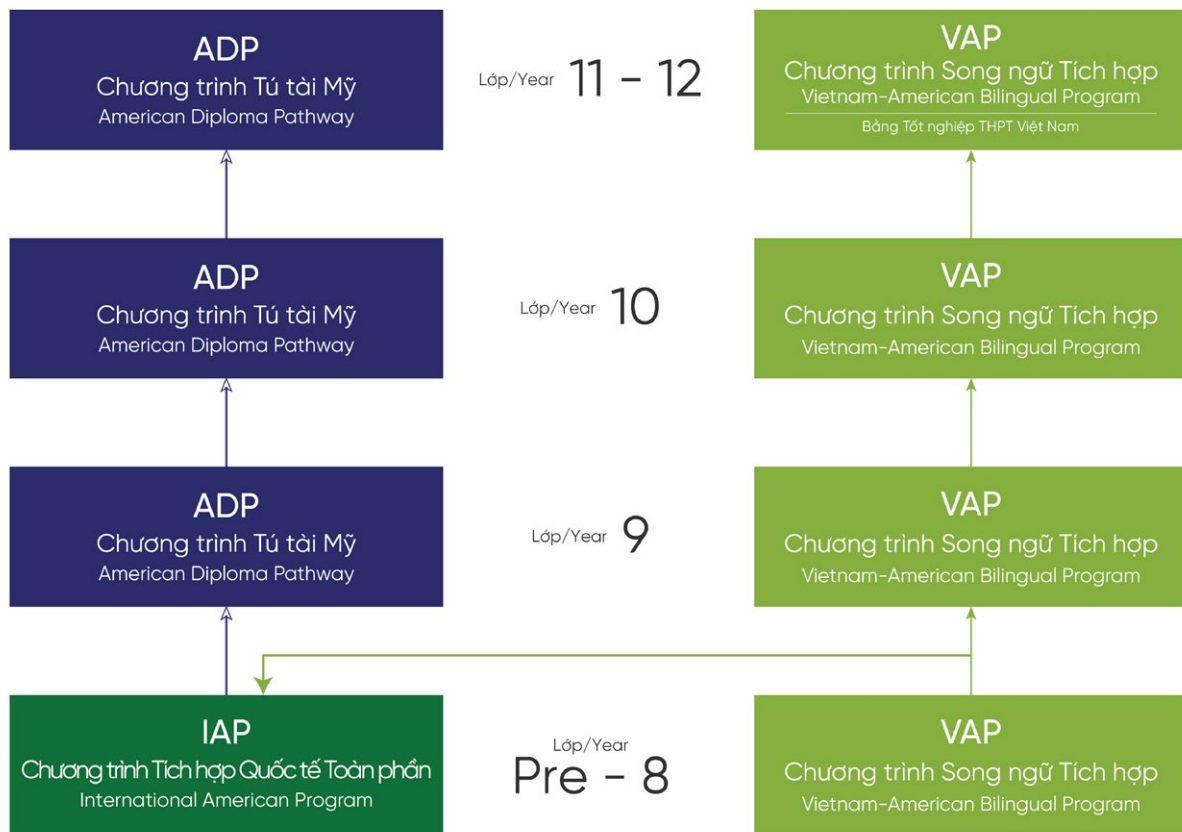 ADP
Chương trình Tú tài Mỹ
American Diploma Pathway
Lớp/Year 11 - 12
VAP
Chương trình Song ngữ Tích hợp
Vietnam-American Bilingual Program
Bằng Tốt nghiệp THPT Việt Nam
ADP
Chương trình Tú tài Mỹ
American Diploma Pathway
Lớp/Year 10
VAP
Chương trình Song ngữ Tích hợp
Vietnam-American Bilingual Program
ADP
Chương trình Tú tài Mỹ
American Diploma Pathway
Lớp/Year 9
VAP
Chương trình Song ngữ Tích hợp
Vietnam-American Bilingual Program
IAP
Chương trình Tích hợp Quốc tế Toàn phần
International American Program
Lớp/Year
Pre - 8
VAP
Chương trình Song ngữ Tích hợp
Vietnam-American Bilingual Program